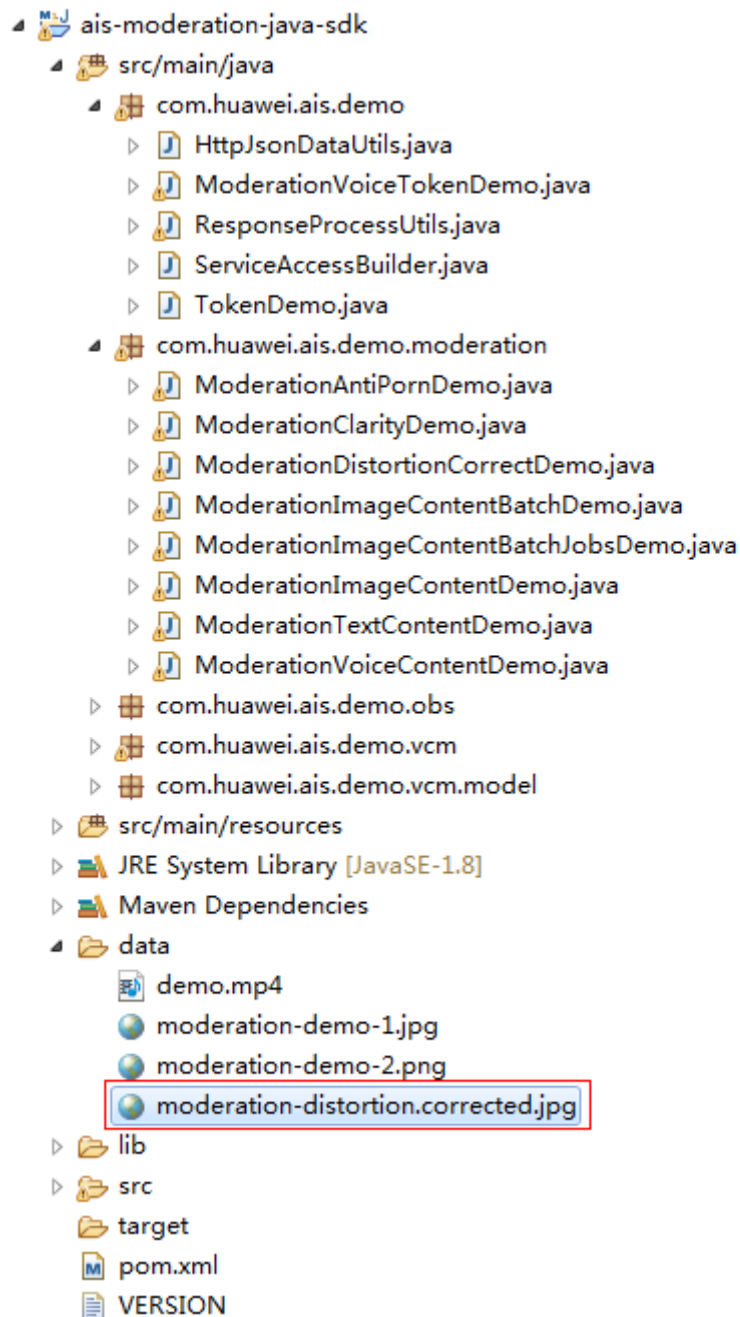 ais-moderation-java-sdk
src/main/java
com.huawei.ais.demo
HttpJsonDataUtils.java
ModerationVoiceTokenDemo.java
ResponseProcessUtils.java
ServiceAccessBuilder.java
TokenDemo.java
com.huawei.ais.demo.moderation
ModerationAntiPornDemo.java
ModerationClarityDemo.java
ModerationDistortionCorrectDemo.java
ModerationImageContentBatchDemo.java
ModerationImageContentBatchJobsDemo.java
ModerationImageContentDemo.java
ModerationTextContentDemo.java
ModerationVoiceContentDemo.java
com.huawei.ais.demo.obs
com.huawei.ais.demo.vcm
com.huawei.ais.demo.vcm.model
src/main/resources
JRE System Library [JavaSE-1.8]
Maven Dependencies
data
demo.mp4
moderation-demo-1.jpg
moderation-demo-2.png
moderation-distortion.corrected.jpg
lib
src
target
pom.xml
VERSION